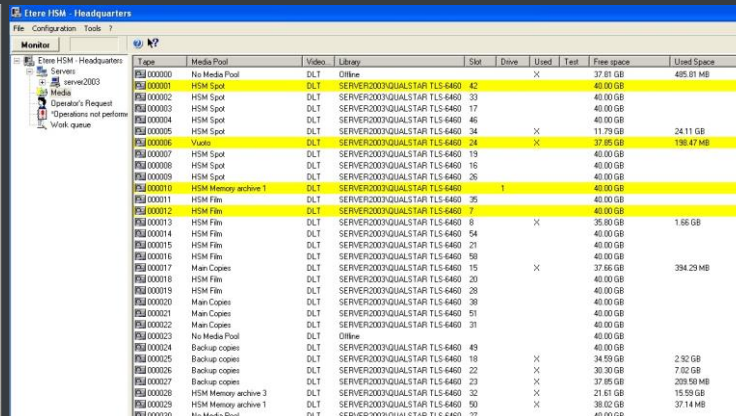 Etere HSM - Headquarters
File Configuration Tools ?
Monitor
Etere HSM - Headquarters
Servers
server2003
Media
Operator's Request
*Operations not performe
Work queue
Tape Media Pool Video... Library Slot Drive Used Test Free space Used Space
000000 No Media Pool DLT Offline X 37.81 GB 485.81 MB
000001 HSM Spot DLT SERVER2003\QUALSTAR TLS-6460 42 40.00 GB
000002 HSM Spot DLT SERVER2003\QUALSTAR TLS-6460 33 40.00 GB
000003 HSM Spot DLT SERVER2003\QUALSTAR TLS-6460 17 40.00 GB
000004 HSM Spot DLT SERVER2003\QUALSTAR TLS-6460 46 40.00 GB
000005 HSM Spot DLT SERVER2003\QUALSTAR TLS-6460 34 X 11.79 GB 24.11 GB
000006 Vuoto DLT SERVER2003\QUALSTAR TLS-6460 24 X 37.85 GB 198.47 MB
000007 HSM Spot DLT SERVER2003\QUALSTAR TLS-6460 19 40.00 GB
000008 HSM Spot DLT SERVER2003\QUALSTAR TLS-6460 16 40.00 GB
000009 HSM Spot DLT SERVER2003\QUALSTAR TLS-6460 26 40.00 GB
000010 HSM Memory archive 1 DLT SERVER2003\QUALSTAR TLS-6460 1 40.00 GB
000011 HSM Film DLT SERVER2003\QUALSTAR TLS-6460 35 40.00 GB
000012 HSM Film DLT SERVER2003\QUALSTAR TLS-6460 7 40.00 GB
000013 HSM Film DLT SERVER2003\QUALSTAR TLS-6460 8 X 35.80 GB 1.66 GB
000014 HSM Film DLT SERVER2003\QUALSTAR TLS-6460 54 40.00 GB
000015 HSM Film DLT SERVER2003\QUALSTAR TLS-6460 21 40.00 GB
000016 HSM Film DLT SERVER2003\QUALSTAR TLS-6460 58 40.00 GB
000017 Main Copies DLT SERVER2003\QUALSTAR TLS-6460 15 X 37.66 GB 394.29 MB
000018 HSM Film DLT SERVER2003\QUALSTAR TLS-6460 20 40.00 GB
000019 HSM Film DLT SERVER2003\QUALSTAR TLS-6460 28 40.00 GB
000020 Main Copies DLT SERVER2003\QUALSTAR TLS-6460 38 40.00 GB
000021 Main Copies DLT SERVER2003\QUALSTAR TLS-6460 51 40.00 GB
000022 Main Copies DLT SERVER2003\QUALSTAR TLS-6460 31 40.00 GB
000023 No Media Pool DLT Offline 40.00 GB
000024 Backup copies DLT SERVER2003\QUALSTAR TLS-6460 49 40.00 GB
000025 Backup copies DLT SERVER2003\QUALSTAR TLS-6460 18 X 34.59 GB 2.92 GB
000026 Backup copies DLT SERVER2003\QUALSTAR TLS-6460 22 X 30.30 GB 7.02 GB
000027 Backup copies DLT SERVER2003\QUALSTAR TLS-6460 23 X 37.85 GB 209.50 MB
000028 HSM Memory archive 3 DLT SERVER2003\QUALSTAR TLS-6460 32 X 21.61 GB 15.59 GB
000029 HSM Memory archive 1 DLT SERVER2003\QUALSTAR TLS-6460 50 X 38.02 GB 37.14 MB
000030 No Media Pool DLT SERVER2003\QUALSTAR TLS-6460 27 40.00 GB